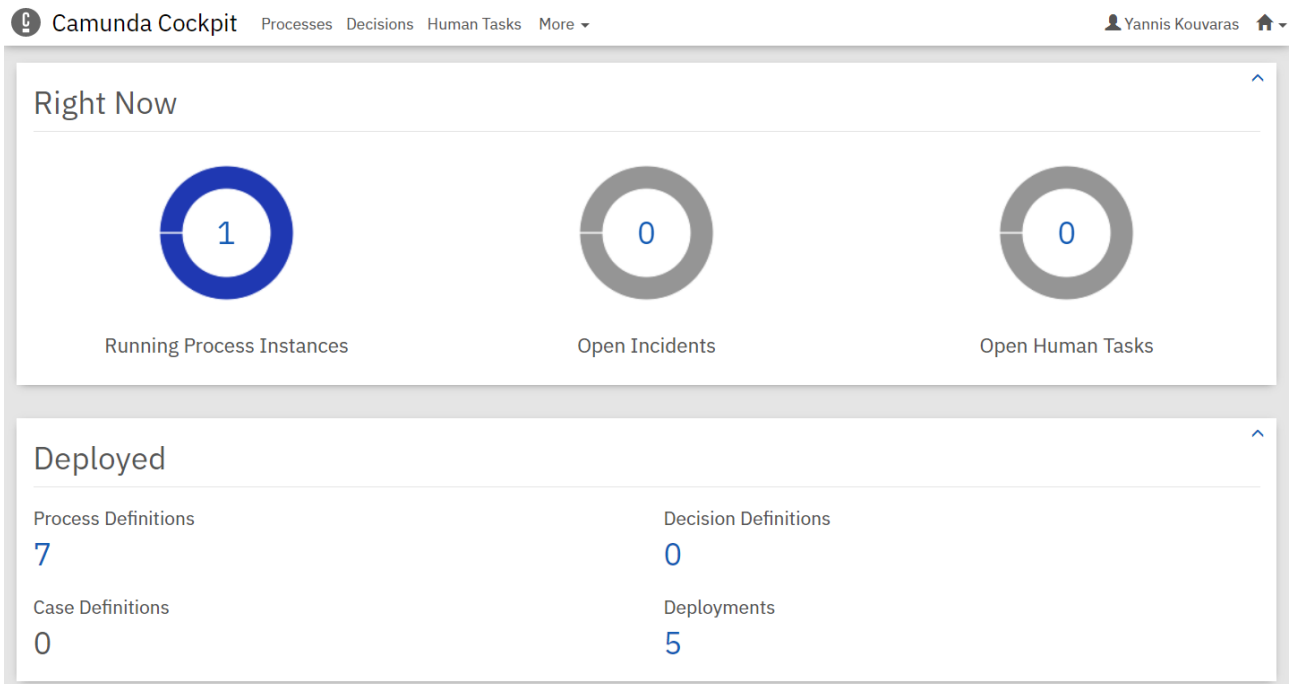 Camunda Cockpit Processes Decisions Human Tasks More Yannis Kouvaras
Right Now
1 0 0
Running Process Instances Open Incidents Open Human Tasks
Deployed
Process Definitions Decision Definitions
7 0
Case Definitions Deployments
0 5